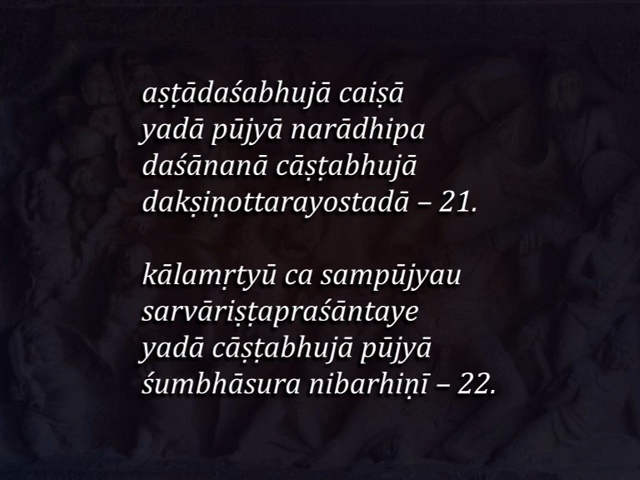 aṣṭādaśabhujā caiṣā
yadā pūjyā narādhipa
daśānanā cāṣṭabhujā
dakṣiṇottarayostadā – 21.
kālamṛtyū ca sampūjyau
sarvāriṣṭapraśāntaye
yadā cāṣṭabhujā pūjyā
śumbhāsura nibarhiṇī – 22.